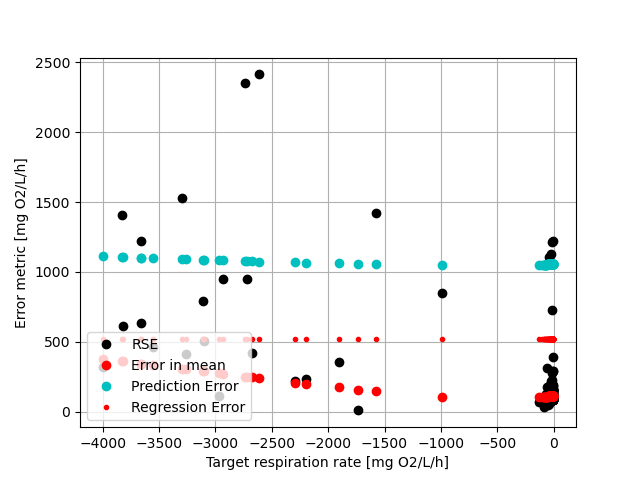 2500
2000
1500
1000
500
0
Error metric [mg O2/L/h]
RSE
Error in mean
Prediction Error
Regression Error
−4000 −3500 −3000 −2500 −2000 −1500 −1000 −500 0
Target respiration rate [mg O2/L/h]